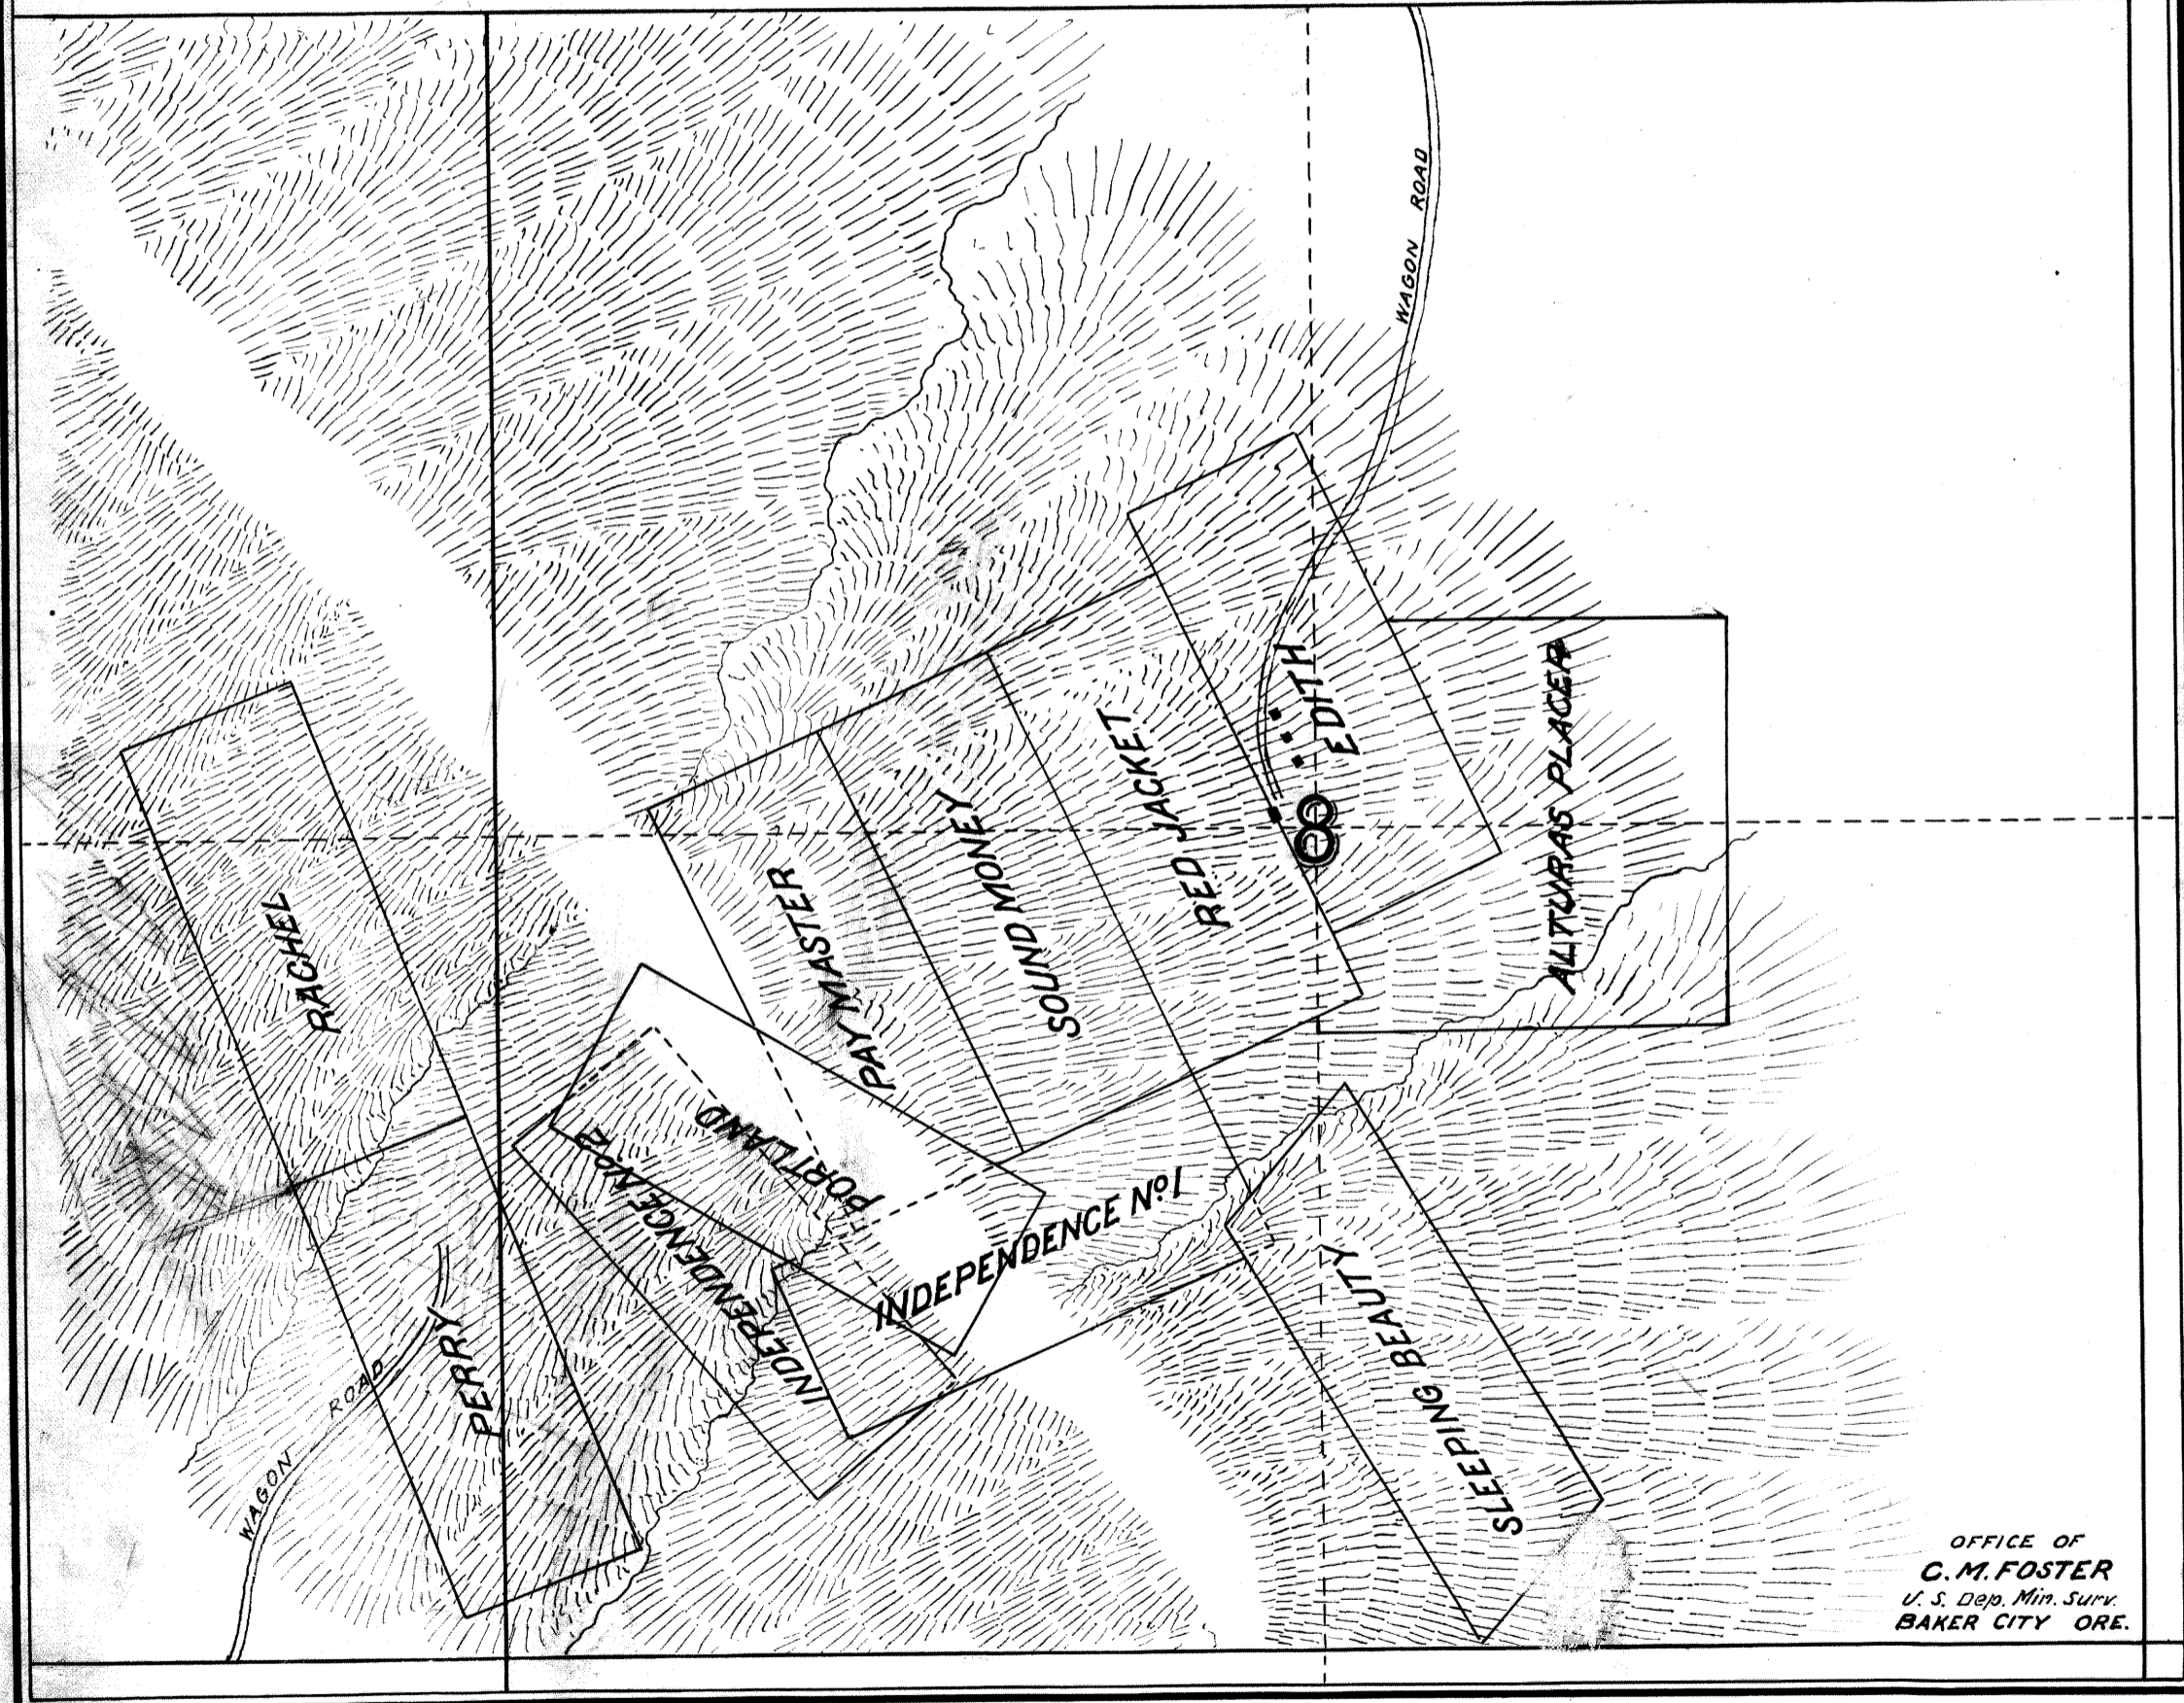 WAGON ROAD
EDITH
ALTURAS PLACER
RED JACKET
SOUND MONEY
PAY MASTER
RACHEL
PORTLAND
INDEPENDENCE No 2
INDEPENDENCE No 1
SLEEPING BEAUTY
PERRY
WAGON ROAD
OFFICE OF
C. M. FOSTER
U. S. Dep. Min. Surv.
BAKER CITY ORE.